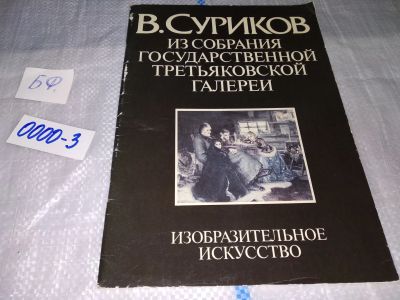 В. СУРИКОВ
ИЗ СОБРАНИЯ
ГОСУДАРСТВЕННОЙ
ТРЕТЬЯКОВСКОЙ
ГАЛЕРЕИ
ИЗОБРАЗИТЕЛЬНОЕ
ИСКУССТВО
БФ
0000-3